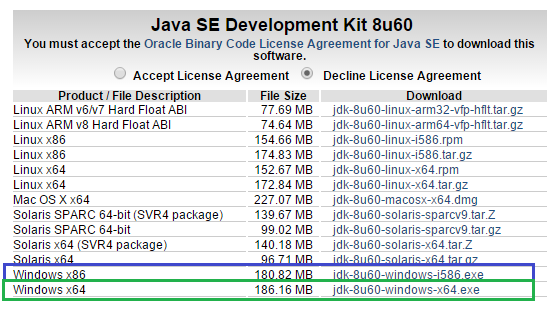 Java SE Development Kit 8u60
You must accept the Oracle Binary Code License Agreement for Java SE to download this
software.
Accept License Agreement Decline License Agreement
Product / File Description File Size Download
Linux ARM v6/v7 Hard Float ABI 77.69 MB jdk-8u60-linux-arm32-vfp-hflt.tar.gz
Linux ARM v8 Hard Float ABI 74.64 MB jdk-8u60-linux-arm64-vfp-hflt.tar.gz
Linux x86 154.66 MB jdk-8u60-linux-i586.rpm
Linux x86 174.83 MB jdk-8u60-linux-i586.tar.gz
Linux x64 152.67 MB jdk-8u60-linux-x64.rpm
Linux x64 172.84 MB jdk-8u60-linux-x64.tar.gz
Mac OS X x64 227.07 MB jdk-8u60-macosx-x64.dmg
Solaris SPARC 64-bit (SVR4 package) 139.67 MB jdk-8u60-solaris-sparcv9.tar.Z
Solaris SPARC 64-bit 99.02 MB jdk-8u60-solaris-sparcv9.tar.gz
Solaris x64 (SVR4 package) 140.18 MB jdk-8u60-solaris-x64.tar.Z
Solaris x64 96.71 MB jdk-8u60-solaris-x64.tar.gz
Windows x86 180.82 MB jdk-8u60-windows-i586.exe
Windows x64 186.16 MB jdk-8u60-windows-x64.exe